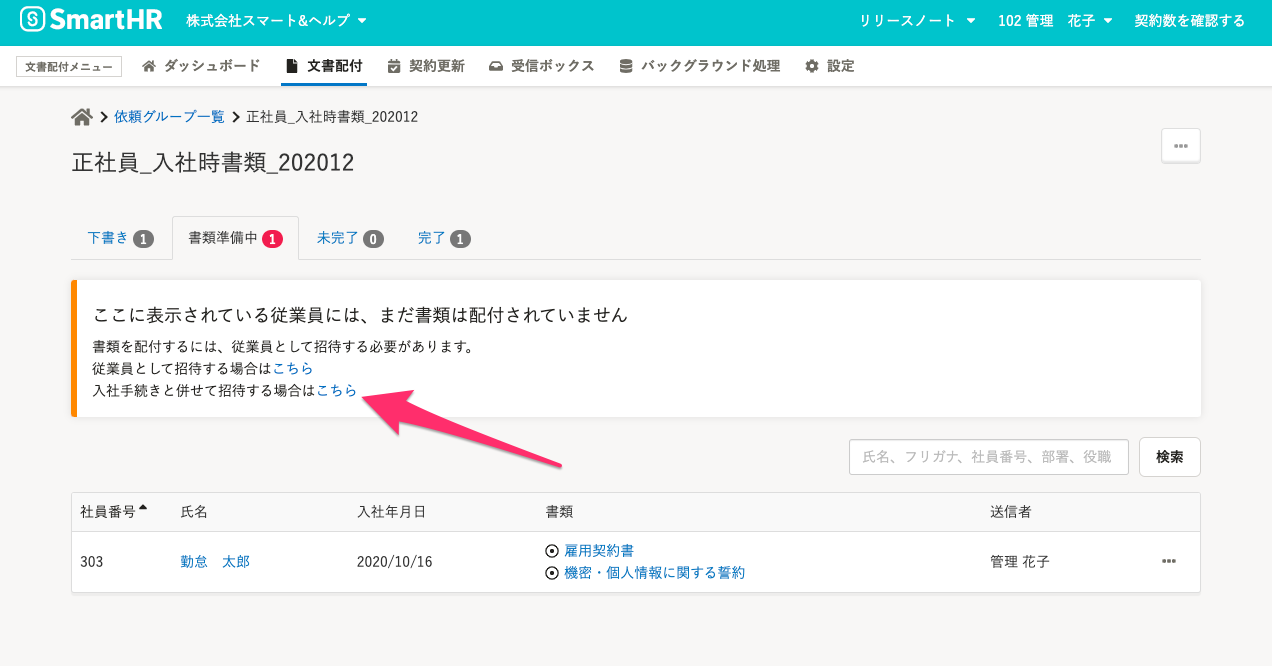 SmartHR 株式会社スマート&ヘルプ リリースノート 102 管理 花子 契約数を確認する
文書配付メニュー ダッシュボード 文書配付 契約更新 受信ボックス バックグラウンド処理 設定
依頼グループ一覧 正社員_入社時書類_202012
正社員_入社時書類_202012
下書き 1 書類準備中 1 未完了 0 完了 1
ここに表示されている従業員には、まだ書類は配付されていません
書類を配付するには、従業員として招待する必要があります。
従業員として招待する場合はこちら
入社手続きと併せて招待する場合はこちら
氏名、フリガナ、社員番号、部署、役職 検索
社員番号 氏名 入社年月日 書類 送信者
303 勤怠 太郎 2020/10/16 雇用契約書 管理 花子
機密・個人情報に関する誓約